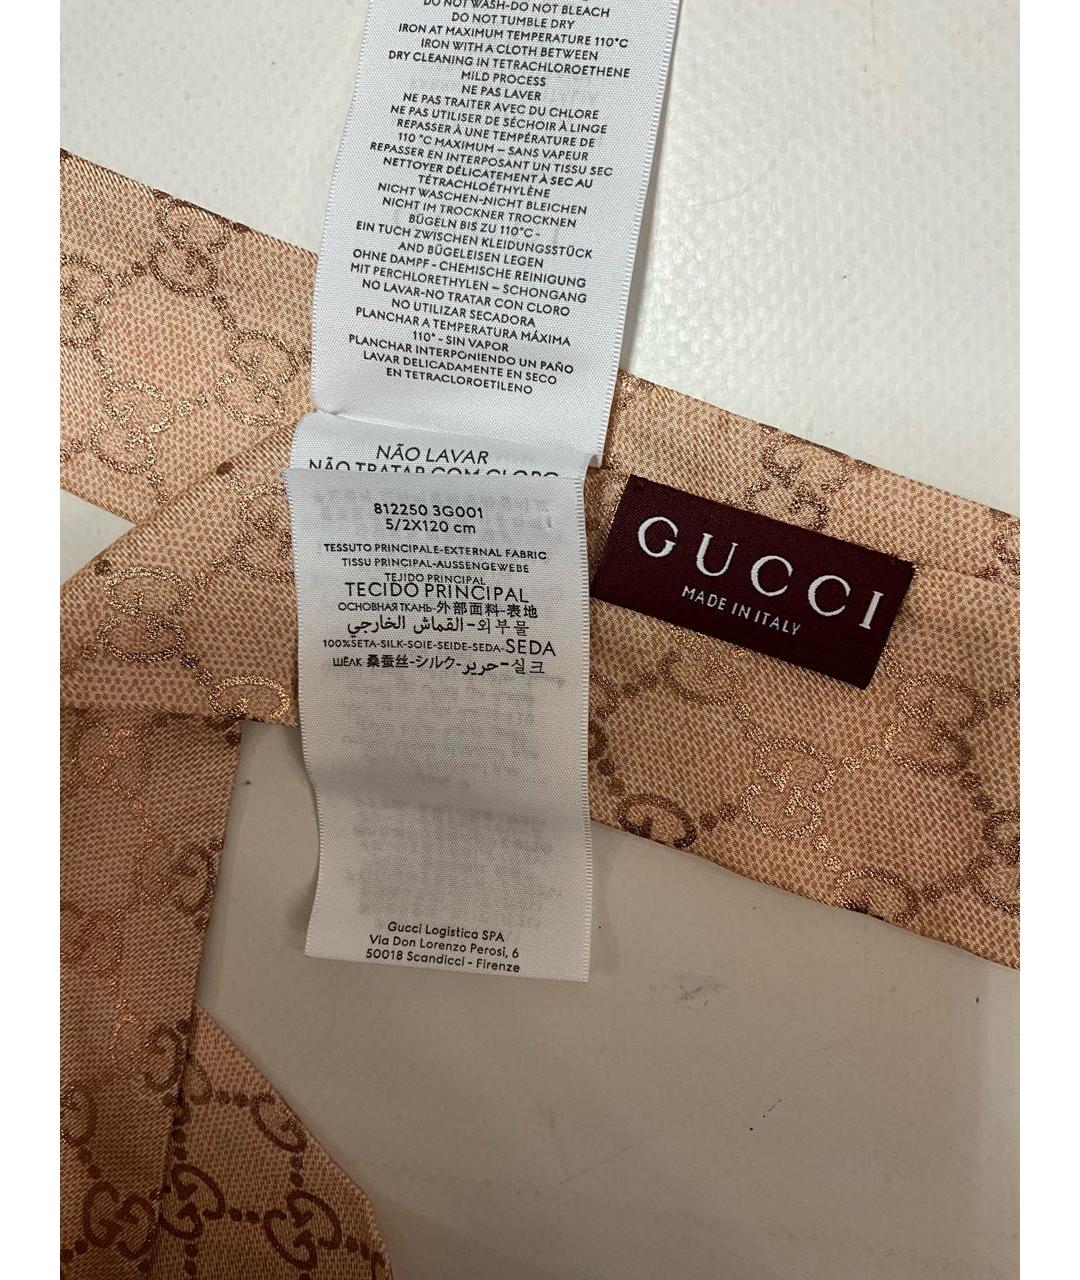 DO NOT WASH-DO NOT BLEACH
DO NOT TUMBLE DRY
IRON AT MAXIMUM TEMPERATURE 110°C
IRON WITH A CLOTH BETWEEN
DRY CLEANING IN TETRACHLOROETHENE
MILD PROCESS
NE PAS LAVER
NE PAS TRAITER AVEC DU CHLORE
NE PAS UTILISER DE SÉCHOIR À LINGE
REPASSER À UNE TEMPÉRATURE DE
110 °C MAXIMUM – SANS VAPEUR
REPASSER EN INTERPOSANT UN TISSU SEC
NETTOYER DÉLICATEMENT À SEC AU
TÉTRACHLOÉTHYLÈNE
NICHT WASCHEN-NICHT BLEICHEN
NICHT IM TROCKNER TROCKNEN
BÜGELN BIS ZU 110°C -
EIN TUCH ZWISCHEN KLEIDUNGSSTÜCK
AND BÜGELEISEN LEGEN
OHNE DAMPF - CHEMISCHE REINIGUNG
MIT PERCHLORETHYLEN – SCHONGANG
NO LAVAR-NO TRATAR CON CLORO
NO UTILIZAR SECADORA
PLANCHAR A TEMPERATURA MÁXIMA
110° - SIN VAPOR
PLANCHAR INTERPONIENDO UN PAÑO
LAVAR DELICADAMENTE EN SECO
EN TETRACLOROETILENO
NÃO LAVAR
NÃO TRATAR COM CLORO
812250 3G001
5/2X120 cm
TESSUTO PRINCIPALE-EXTERNAL FABRIC
TISSU PRINCIPAL-AUSSENGEWEBE
TEJIDO PRINCIPAL
TECIDO PRINCIPAL
ОСНОВНАЯ ТКАНЬ-外部面料-表地
القماش الخارجي-외부물
100%SETA-SILK-SOIE-SEIDE-SEDA-SEDA
ШЁЛК 桑蚕丝-シルク-حرير-실크
Gucci Logistica SPA
Via Don Lorenzo Perosi, 6
50018 Scandicci - Firenze
GUCCI
MADE IN ITALY